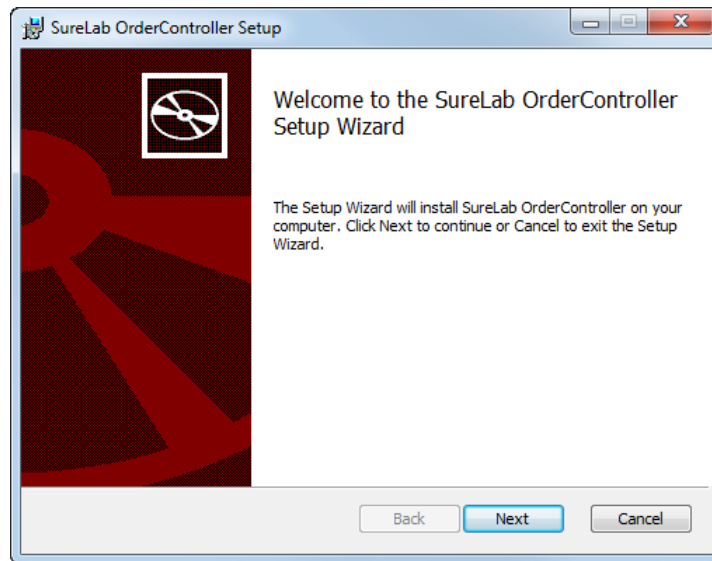 SureLab OrderController Setup
Welcome to the SureLab OrderController
Setup Wizard
The Setup Wizard will install SureLab OrderController on your
computer. Click Next to continue or Cancel to exit the Setup
Wizard.
Back Next Cancel